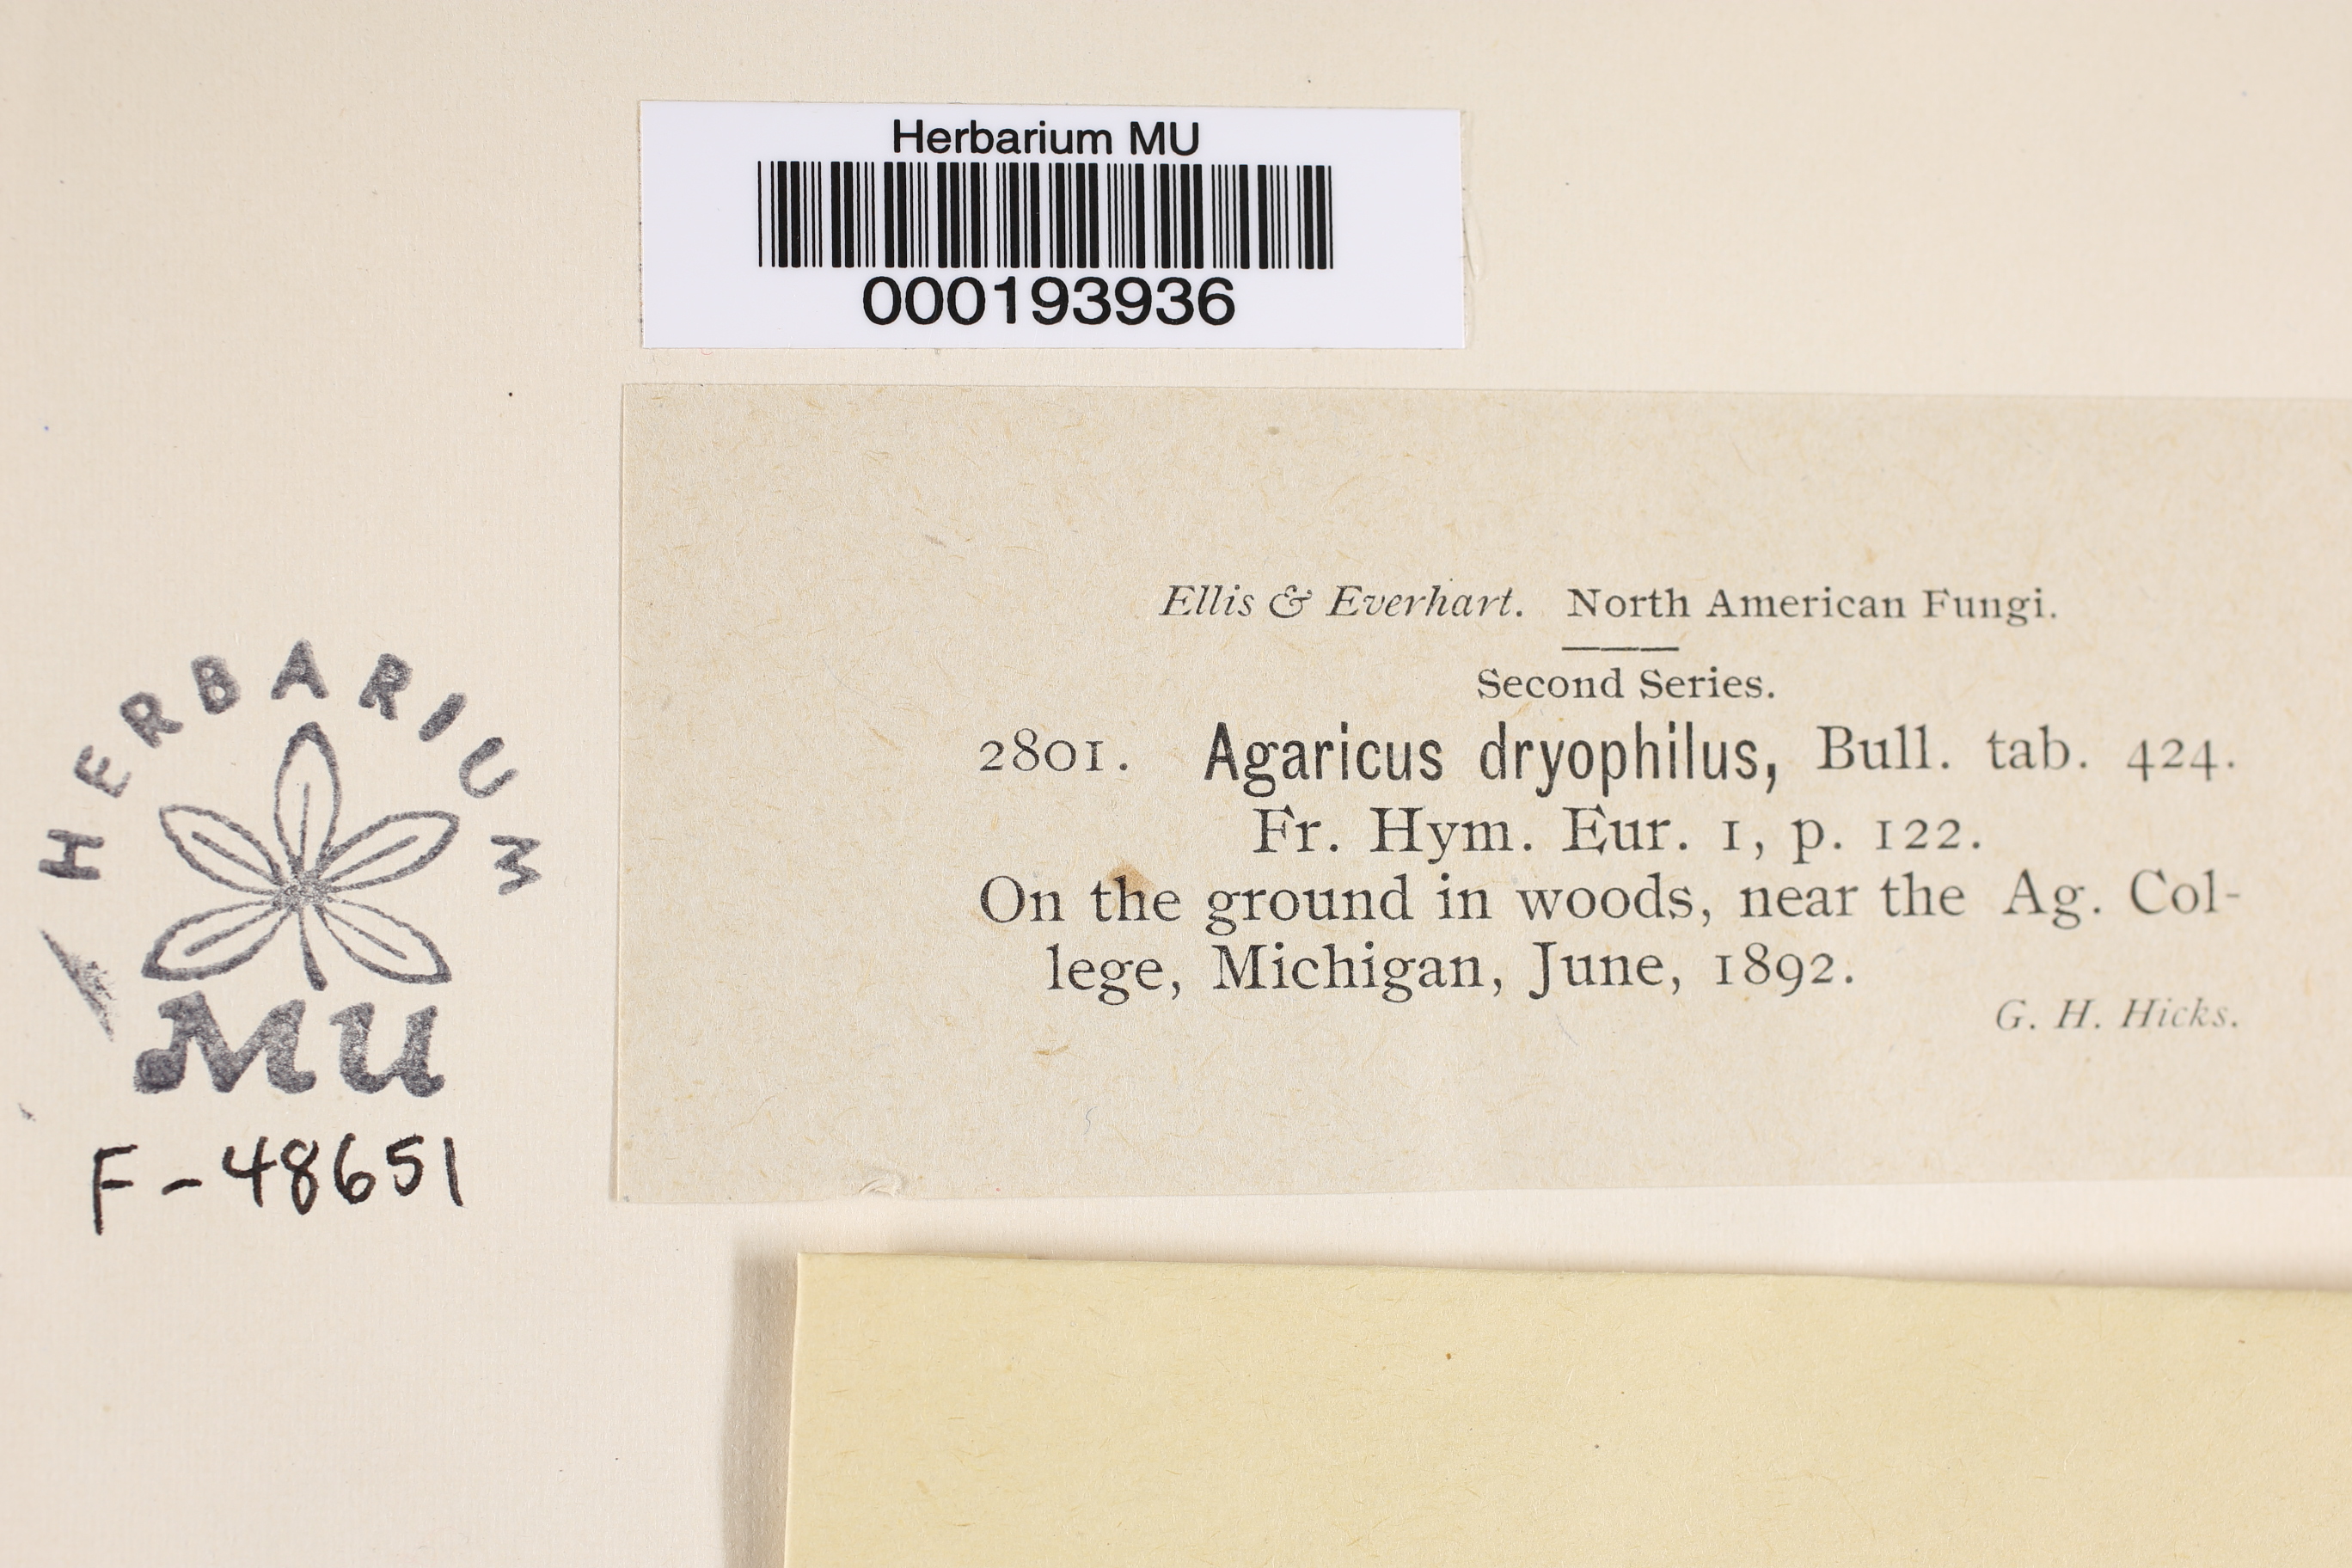 Herbarium MU
000193936
Ellis & Everhart. North American Fungi.
Second Series.
2801. Agaricus dryophilus, Bull. tab. 424.
Fr. Hym. Eur. 1, p. 122.
On the ground in woods, near the Ag. Col-
lege, Michigan, June, 1892.
G. H. Hicks.
HERBARIUM
MU
F-48651